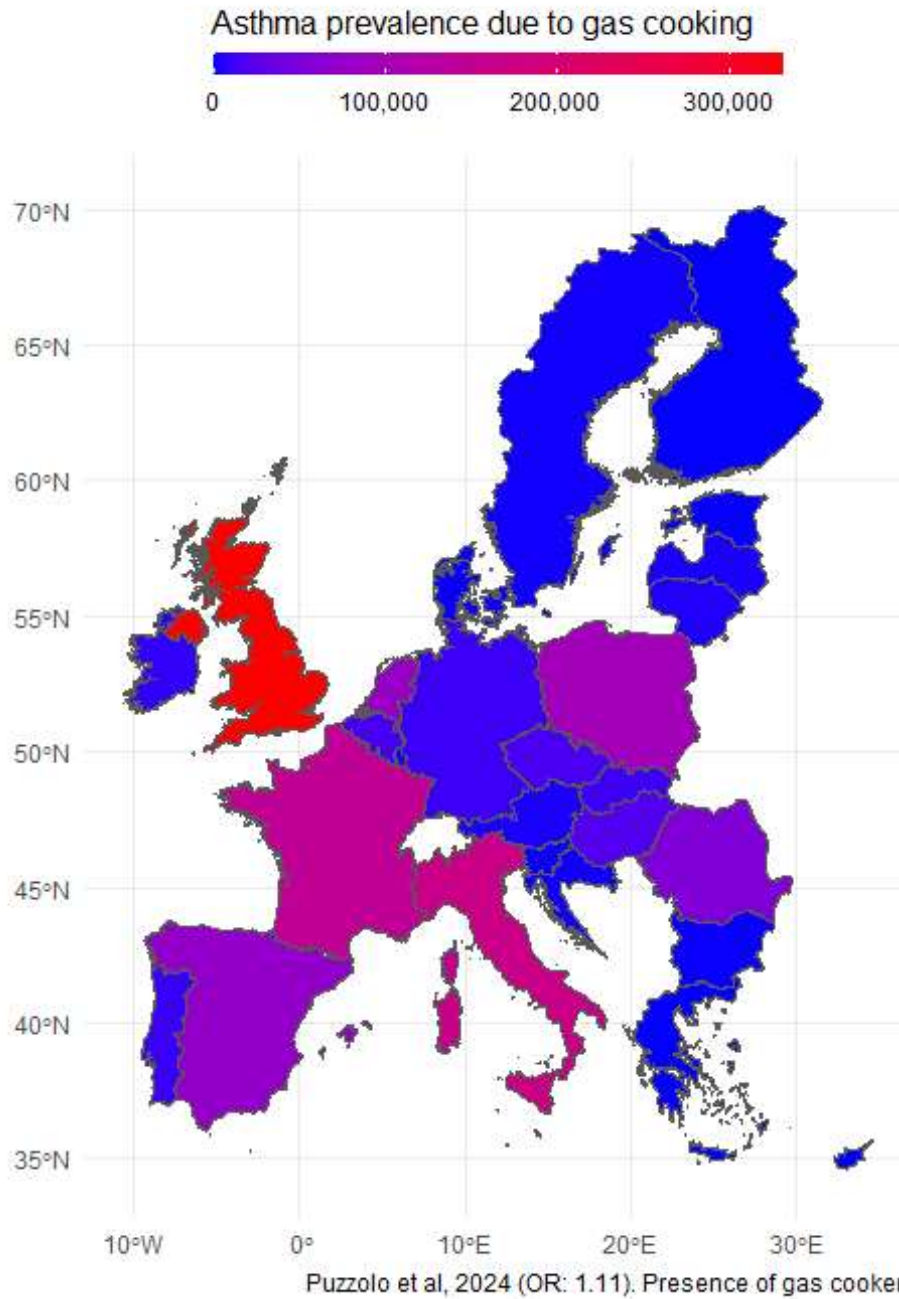 Asthma prevalence due to gas cooking
0 100,000 200,000 300,000
70°N
65°N
60°N
55°N
50°N
45°N
40°N
35°N
10°W 0° 10°E 20°E 30°E
Puzzolo et al, 2024 (OR: 1.11). Presence of gas cooker